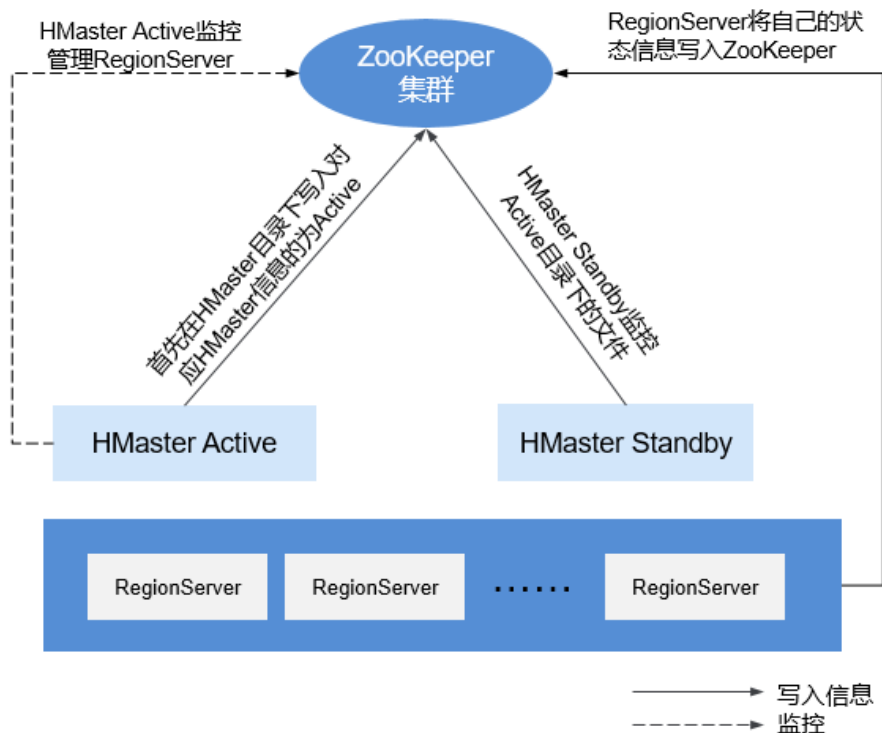 HMaster Active监控
管理RegionServer
ZooKeeper
集群
RegionServer将自己的状
态信息写入ZooKeeper
首先在HMaster目录下写入对
应HMaster信息的为Active
HMaster Standby监控
Active目录下的文件
HMaster Active
HMaster Standby
RegionServer
RegionServer
......
RegionServer
写入信息
监控